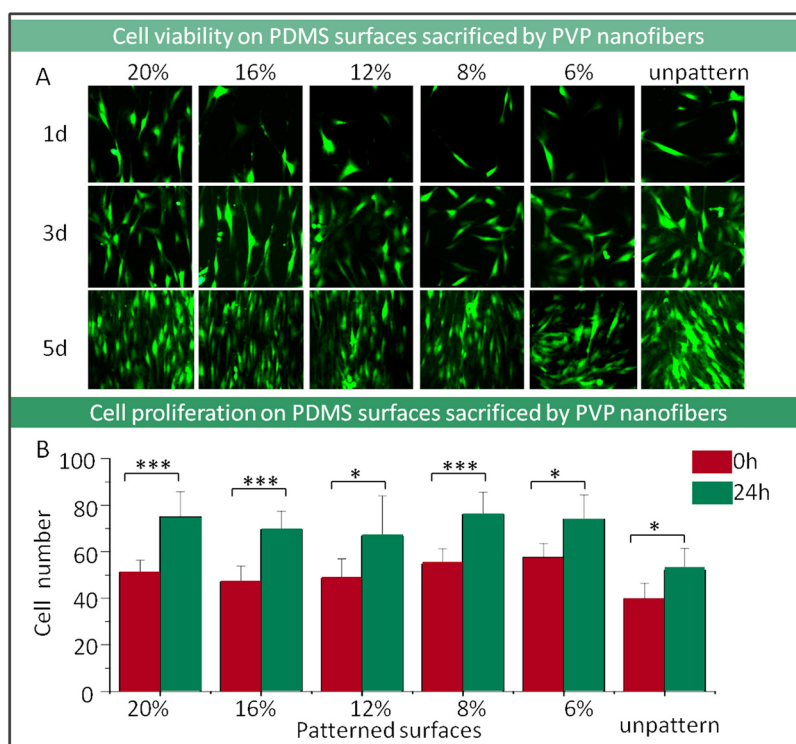 Cell viability on PDMS surfaces sacrificed by PVP nanofibers
A
20% 16% 12% 8% 6% unpattern
1d
3d
5d
Cell proliferation on PDMS surfaces sacrificed by PVP nanofibers
B
100
80
60
40
20
0
Cell number
*** *** * *** * *
0h
24h
20% 16% 12% 8% 6% unpattern
Patterned surfaces